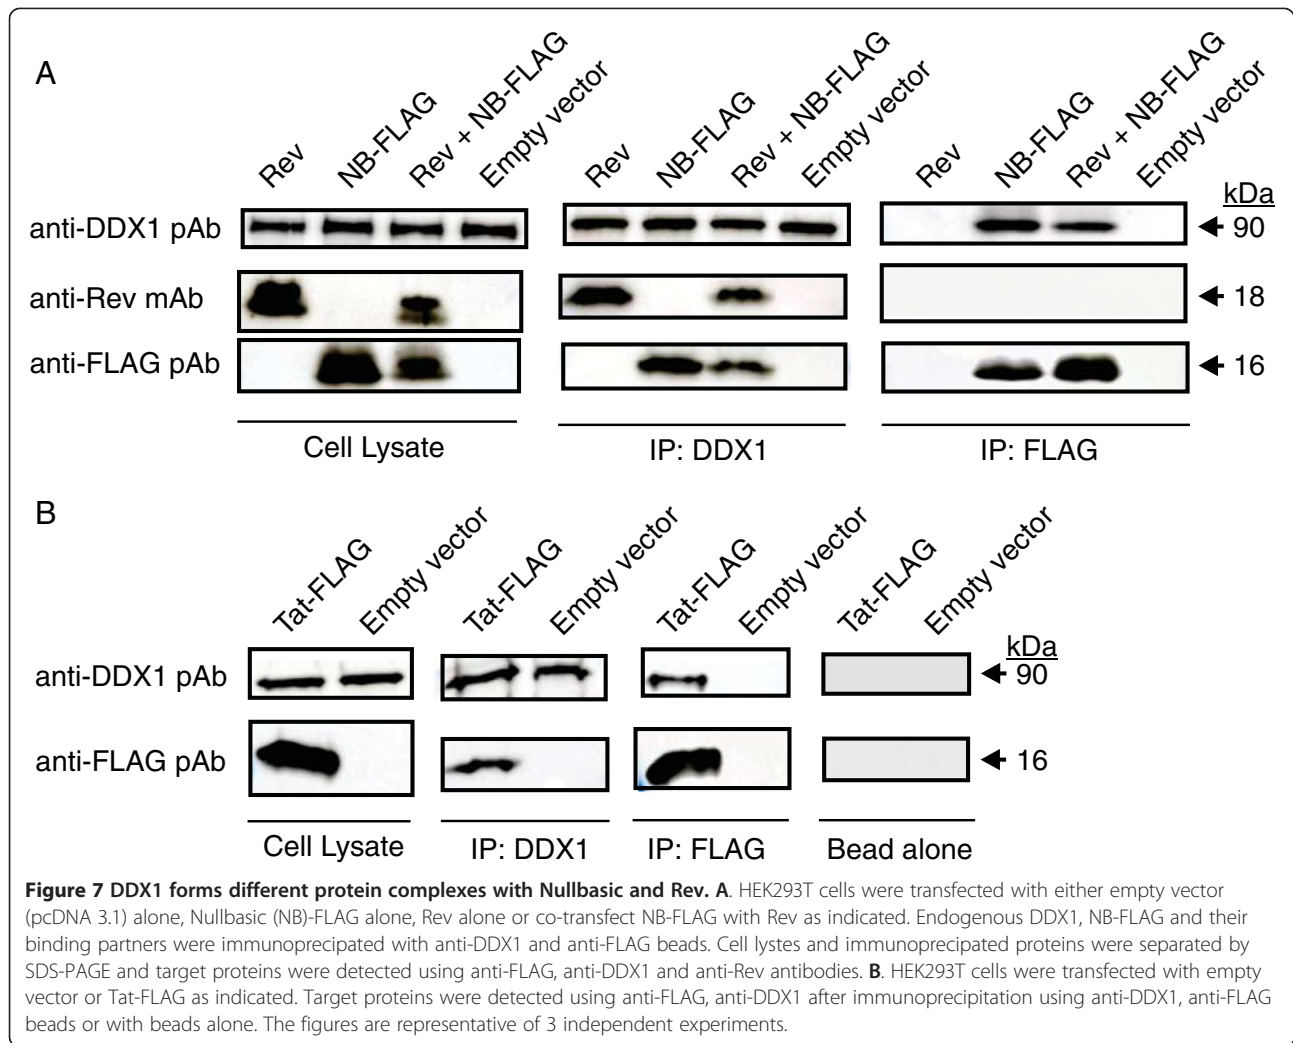 A
Rev
NB-FLAG
Rev + NB-FLAG
Empty vector
Rev
NB-FLAG
Rev + NB-FLAG
Empty vector
Rev
NB-FLAG
Rev + NB-FLAG
Empty vector
kDa
anti-DDX1 pAb
90
anti-Rev mAb
18
anti-FLAG pAb
16
Cell Lysate
IP: DDX1
IP: FLAG
B
Tat-FLAG
Empty vector
Tat-FLAG
Empty vector
Tat-FLAG
Empty vector
Tat-FLAG
Empty vector
kDa
anti-DDX1 pAb
90
anti-FLAG pAb
16
Cell Lysate
IP: DDX1
IP: FLAG
Bead alone
Figure 7 DDX1 forms different protein complexes with Nullbasic and Rev. A. HEK293T cells were transfected with either empty vector
(pcDNA 3.1) alone, Nullbasic (NB)-FLAG alone, Rev alone or co-transfect NB-FLAG with Rev as indicated. Endogenous DDX1, NB-FLAG and their
binding partners were immunoprecipated with anti-DDX1 and anti-FLAG beads. Cell lystes and immunoprecipated proteins were separated by
SDS-PAGE and target proteins were detected using anti-FLAG, anti-DDX1 and anti-Rev antibodies. B. HEK293T cells were transfected with empty
vector or Tat-FLAG as indicated. Target proteins were detected using anti-FLAG, anti-DDX1 after immunoprecipitation using anti-DDX1, anti-FLAG
beads or with beads alone. The figures are representative of 3 independent experiments.